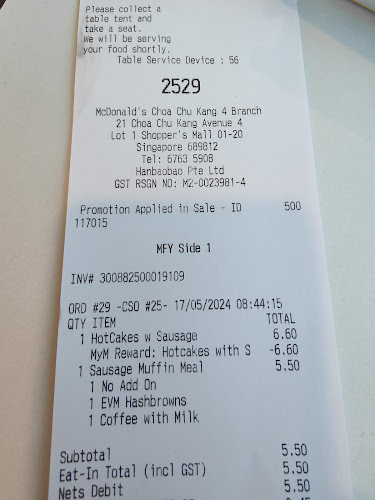 Please collect a
table tent and
take a seat.
We will be serving
your food shortly.
Table Service Device : 56
2529
McDonald's Choa Chu Kang 4 Branch
21 Choa Chu Kang Avenue 4
Lot 1 Shopper's Mall 01-20
Singapore 689812
Tel: 6763 5908
Hanbaobao Pte Ltd
GST RSGN NO: M2-0023981-4
Promotion Applied in Sale - ID 500
117015
MFY Side 1
INV# 300882500019109
ORD #29 -CSO #25- 17/05/2024 08:44:15
QTY ITEM TOTAL
1 HotCakes w Sausage 6.60
MyM Reward: Hotcakes with S -6.60
1 Sausage Muffin Meal 5.50
1 No Add On
1 EVM Hashbrowns
1 Coffee with Milk
Subtotal 5.50
Eat-In Total (incl GST) 5.50
Nets Debit 5.50